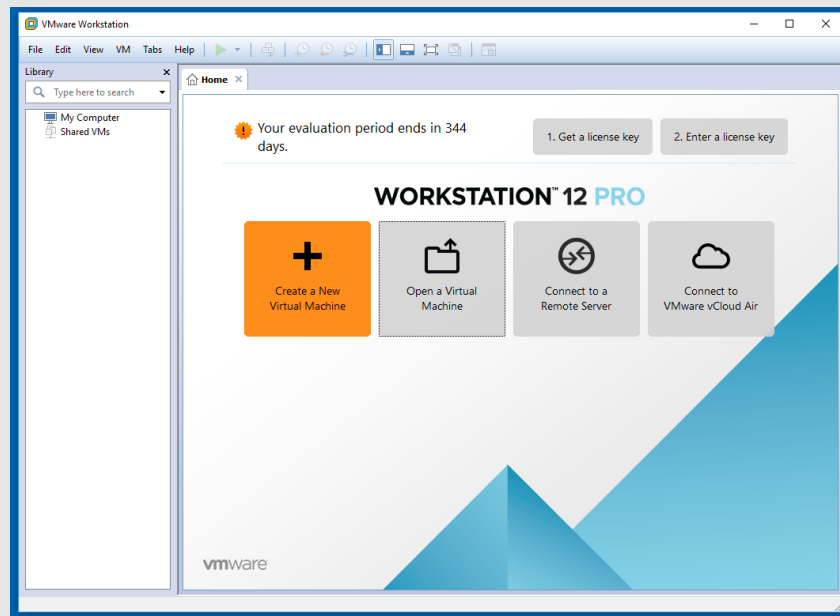 VMware Workstation
File Edit View VM Tabs Help
Library
Home
Type here to search
My Computer
Shared VMs
Your evaluation period ends in 344
days.
1. Get a license key
2. Enter a license key
WORKSTATION™ 12 PRO
Create a New
Virtual Machine
Open a Virtual
Machine
Connect to a
Remote Server
Connect to
VMware vCloud Air
vmware